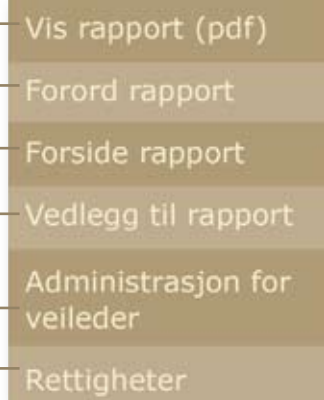 Vis rapport (pdf)
Forord rapport
Forside rapport
Vedlegg til rapport
Administrasjon for
veileder
Rettigheter